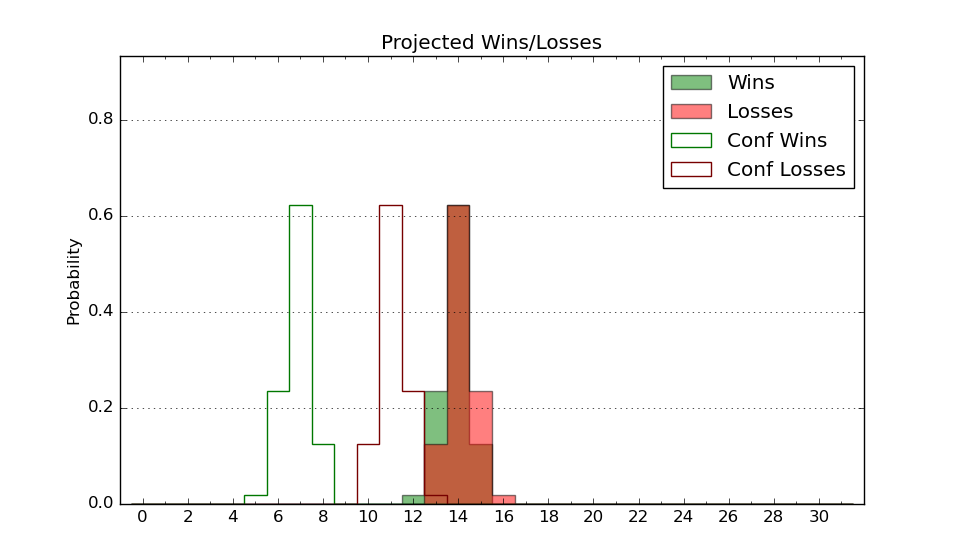 Projected Wins/Losses
Wins
Losses
Conf Wins
Conf Losses
Probability
0.8
0.6
0.4
0.2
0.0
0 2 4 6 8 10 12 14 16 18 20 22 24 26 28 30